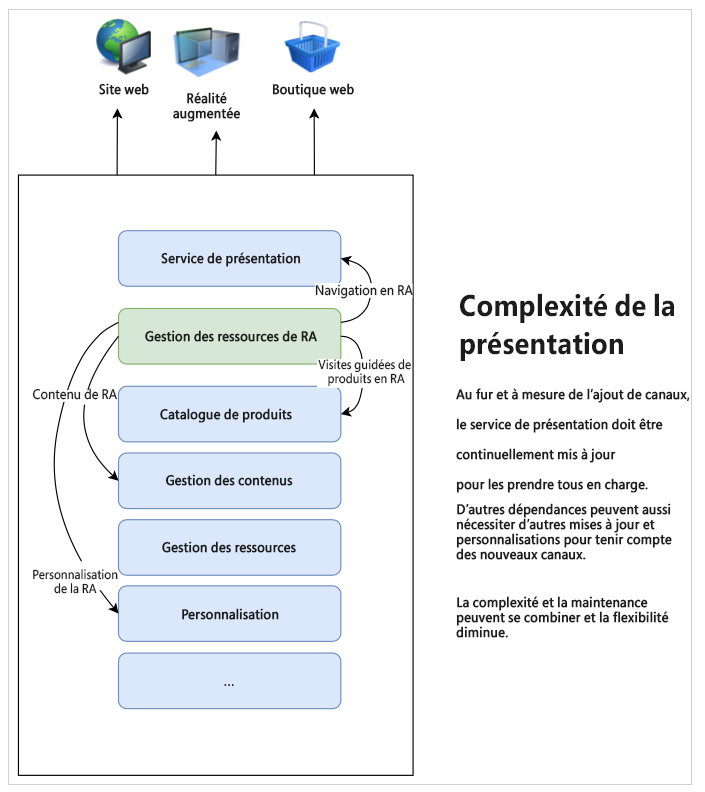 Site web
Réalité
augmentée
Boutique web
Service de présentation
Navigation en RA
Gestion des ressources de RA
Visites guidées de
produits en RA
Contenu de RA
Catalogue de produits
Gestion des contenus
Gestion des ressources
Personnalisation
de la RA
Personnalisation
...
Complexité de la
présentation
Au fur et à mesure de l'ajout de canaux,
le service de présentation doit être
continuellement mis à jour
pour les prendre tous en charge.
D'autres dépendances peuvent aussi
nécessiter d'autres mises à jour et
personnalisations pour tenir compte
des nouveaux canaux.
La complexité et la maintenance
peuvent se combiner et la flexibilité
diminue.